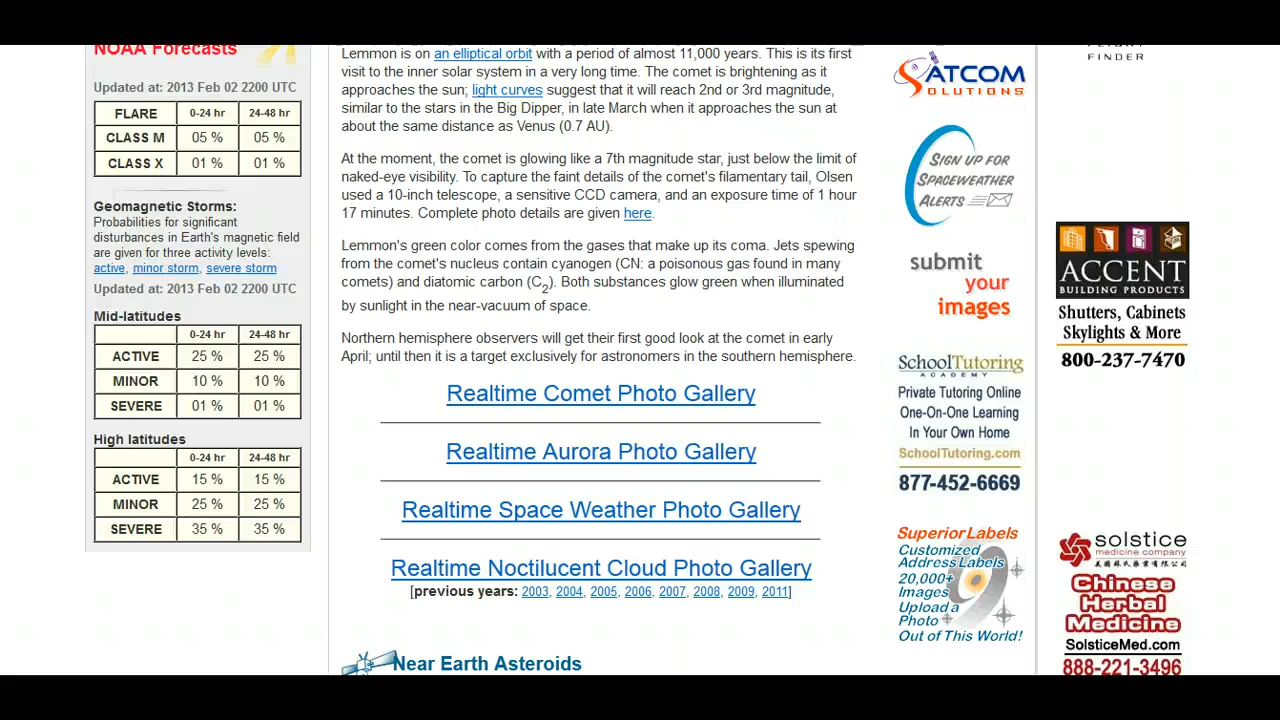 NOAA Forecasts
Updated at: 2013 Feb 02 2200 UTC
FLARE 0-24 hr 24-48 hr
CLASS M 05 % 05 %
CLASS X 01 % 01 %
Geomagnetic Storms:
Probabilities for significant
disturbances in Earth's magnetic field
are given for three activity levels:
active, minor storm, severe storm
Updated at: 2013 Feb 02 2200 UTC
Mid-latitudes
0-24 hr 24-48 hr
ACTIVE 25 % 25 %
MINOR 10 % 10 %
SEVERE 01 % 01 %
High latitudes
0-24 hr 24-48 hr
ACTIVE 15 % 15 %
MINOR 25 % 25 %
SEVERE 35 % 35 %
Lemmon is on an elliptical orbit with a period of almost 11,000 years. This is its first
visit to the inner solar system in a very long time. The comet is brightening as it
approaches the sun; light curves suggest that it will reach 2nd or 3rd magnitude,
similar to the stars in the Big Dipper, in late March when it approaches the sun at
about the same distance as Venus (0.7 AU).
At the moment, the comet is glowing like a 7th magnitude star, just below the limit of
naked-eye visibility. To capture the faint details of the comet's filamentary tail, Olsen
used a 10-inch telescope, a sensitive CCD camera, and an exposure time of 1 hour
17 minutes. Complete photo details are given here.
Lemmon's green color comes from the gases that make up its coma. Jets spewing
from the comet's nucleus contain cyanogen (CN: a poisonous gas found in many
comets) and diatomic carbon (C2). Both substances glow green when illuminated
by sunlight in the near-vacuum of space.
Northern hemisphere observers will get their first good look at the comet in early
April; until then it is a target exclusively for astronomers in the southern hemisphere.
Realtime Comet Photo Gallery
Realtime Aurora Photo Gallery
Realtime Space Weather Photo Gallery
Realtime Noctilucent Cloud Photo Gallery
[previous years: 2003, 2004, 2005, 2006, 2007, 2008, 2009, 2011]
Near Earth Asteroids
SATCOM
SOLUTIONS
SIGN UP FOR
SPACEWEATHER
ALERTS
submit
your
images
SCHOOLTUTORING
ACADEMY
Private Tutoring Online
One-On-One Learning
In Your Own Home
SchoolTutoring.com
877-452-6669
Superior Labels
Customized
Address Labels
20,000+
Images
Upload a
Photo
Out of This World!
FLIGHT
FINDER
ACCENT
BUILDING PRODUCTS
Shutters, Cabinets
Skylights & More
800-237-7470
solstice
medicine company
Chinese
Herbal
Medicine
SolsticeMed.com
888-221-3496